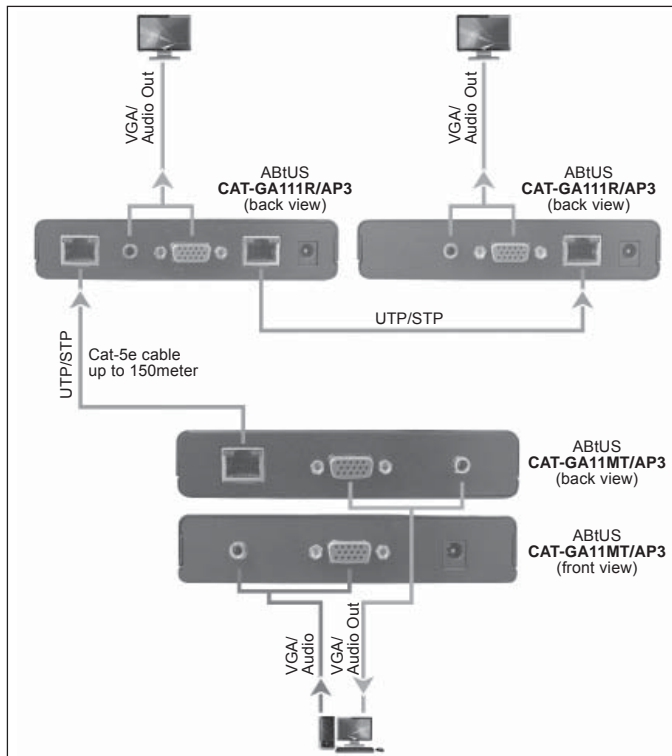 VGA/
Audio Out
VGA/
Audio Out
ABtUS
CAT-GA111R/AP3
(back view)
ABtUS
CAT-GA111R/AP3
(back view)
UTP/STP
UTP/STP
Cat-5e cable
up to 150meter
ABtUS
CAT-GA11MT/AP3
(back view)
ABtUS
CAT-GA11MT/AP3
(front view)
VGA/
Audio
VGA/
Audio Out